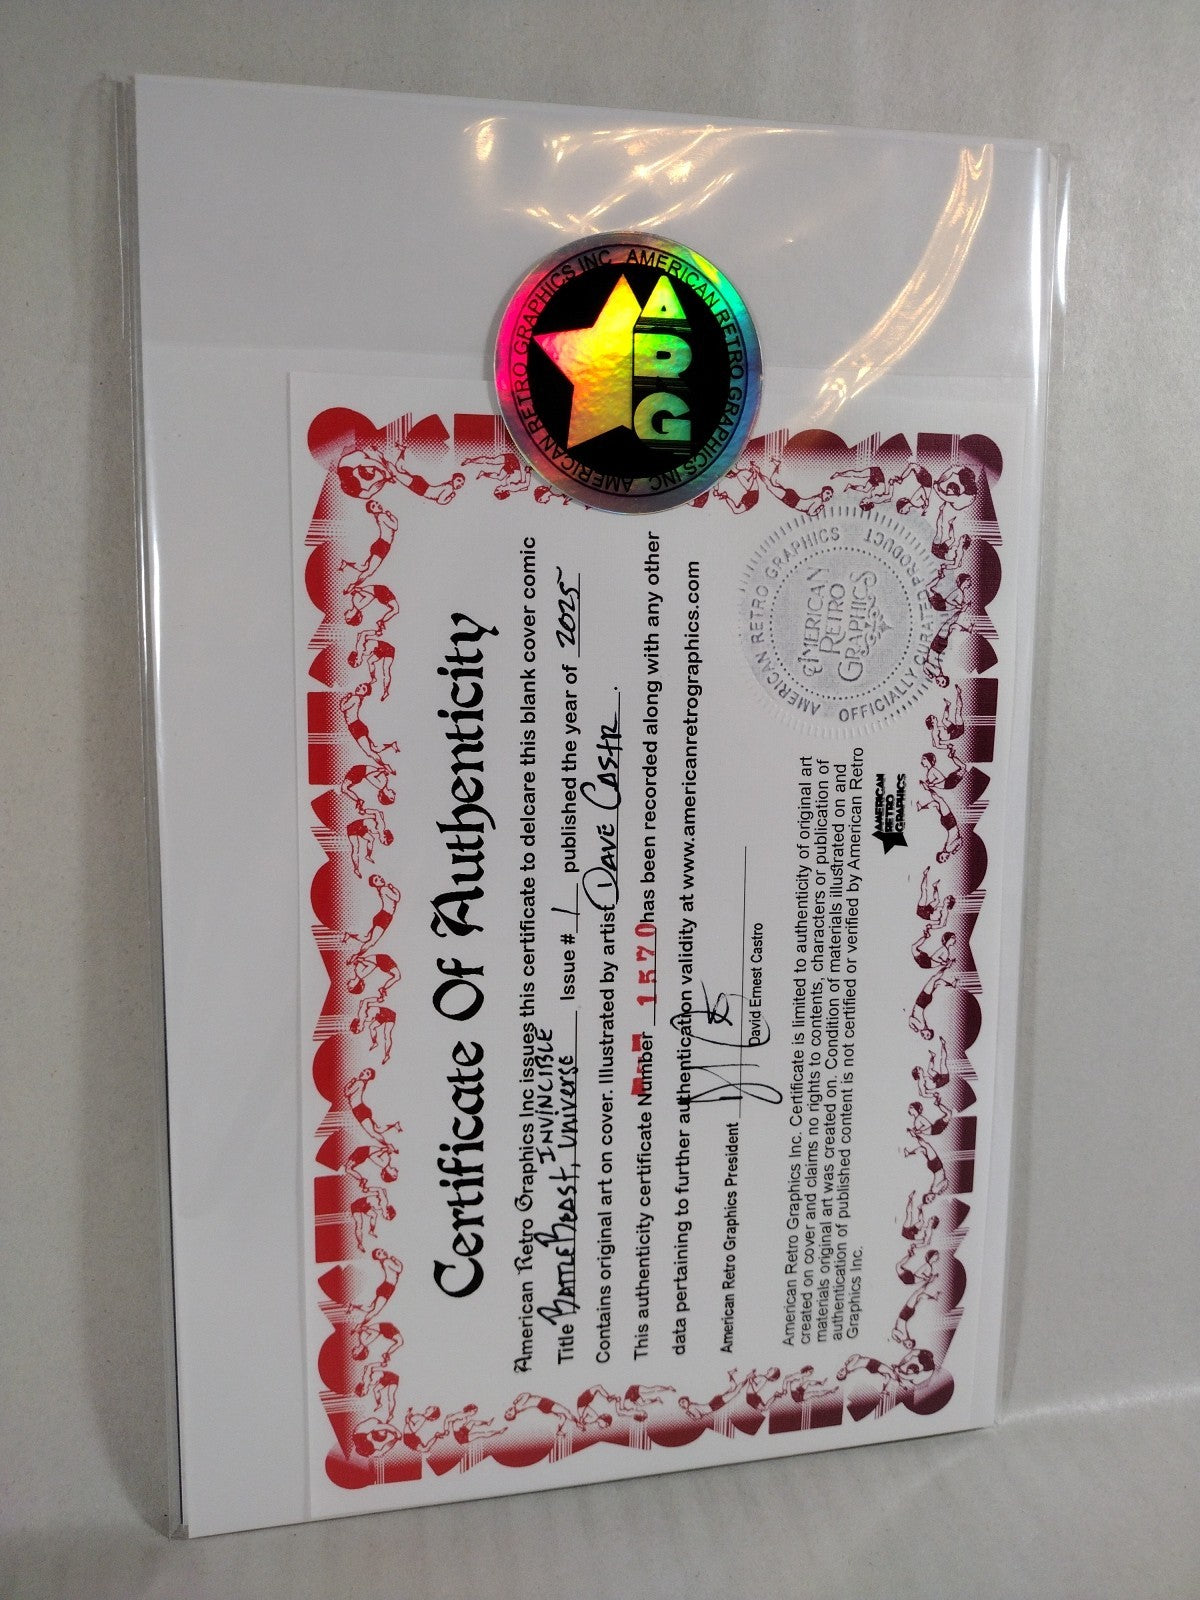 AMERICAN RETRO GRAPHICS INC AMERICAN RETRO GRAPHICS INC
ARG
Certificate Of Authenticity
American Retro Graphics Inc issues this certificate to delcare this blank cover comic
INVINCIBLE
Title BATTLE BEAST, Universe Issue # 1 published the year of 2025
Contains original art on cover. Illustrated by artist DAVE CASTR.
This authenticity certificate Number 1570 has been recorded along with any other
data pertaining to further authentication validity at www.americanretrographics.com
American Retro Graphics President
David Ernest Castro
American Retro Graphics Inc. Certificate is limited to authenticity of original art
created on cover and claims no rights to contents, characters or publication of
materials original art was created on. Condition of materials illustrated on and
authentication of published content is not certified or verified by American Retro
Graphics Inc.
AMERICAN
RETRO
GRAPHICS
AMERICAN RETRO GRAPHICS
OFFICIALLY CURATED PRODUCT
AMERICAN
RETRO
GRAPHICS